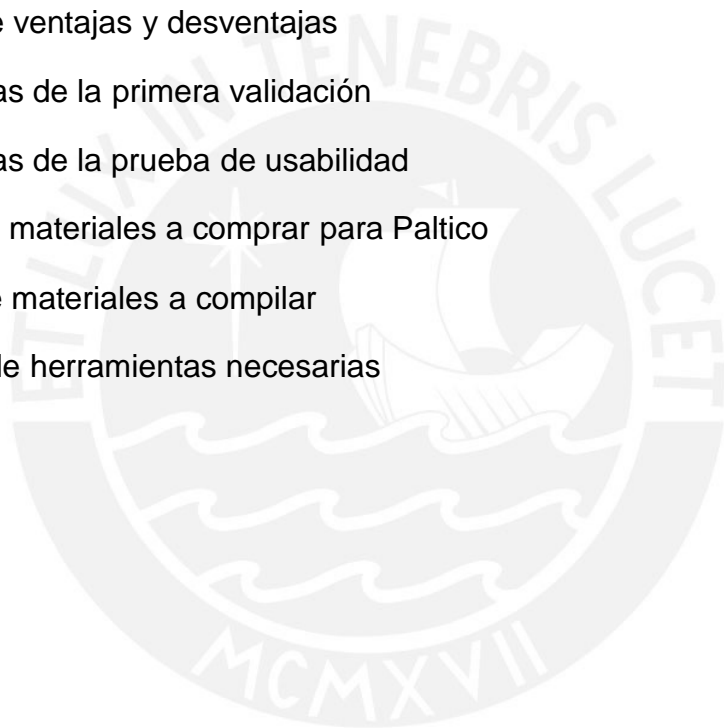 e ventajas y desventajas
as de la primera validación
as de la prueba de usabilidad
materiales a comprar para Paltico
e materiales a compilar
de herramientas necesarias
ET LUX IN TENEBRIS LUCET
MCMXVII